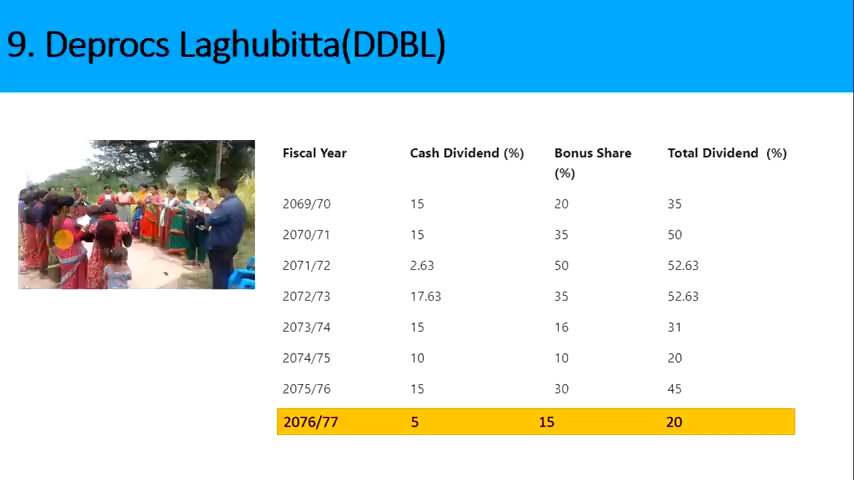 9. Deprocs Laghubitta(DDBL)
Fiscal Year Cash Dividend (%) Bonus Share (%) Total Dividend (%)
2069/70 15 20 35
2070/71 15 35 50
2071/72 2.63 50 52.63
2072/73 17.63 35 52.63
2073/74 15 16 31
2074/75 10 10 20
2075/76 15 30 45
2076/77 5 15 20